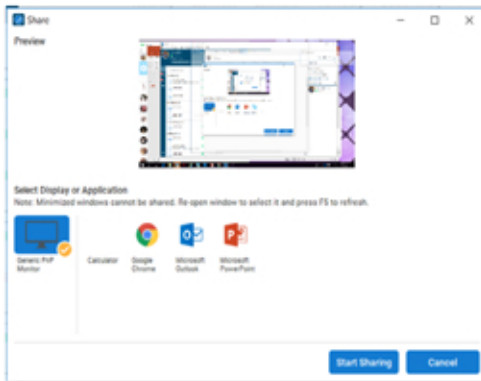 Share
Preview
Select Display or Application
Note: Minimized windows cannot be shared. Re-open window to select it and press F5 to refresh.
Generic PnP
Monitor
Calculator
Google
Chrome
Microsoft
Outlook
Microsoft
PowerPoint
Start Sharing
Cancel